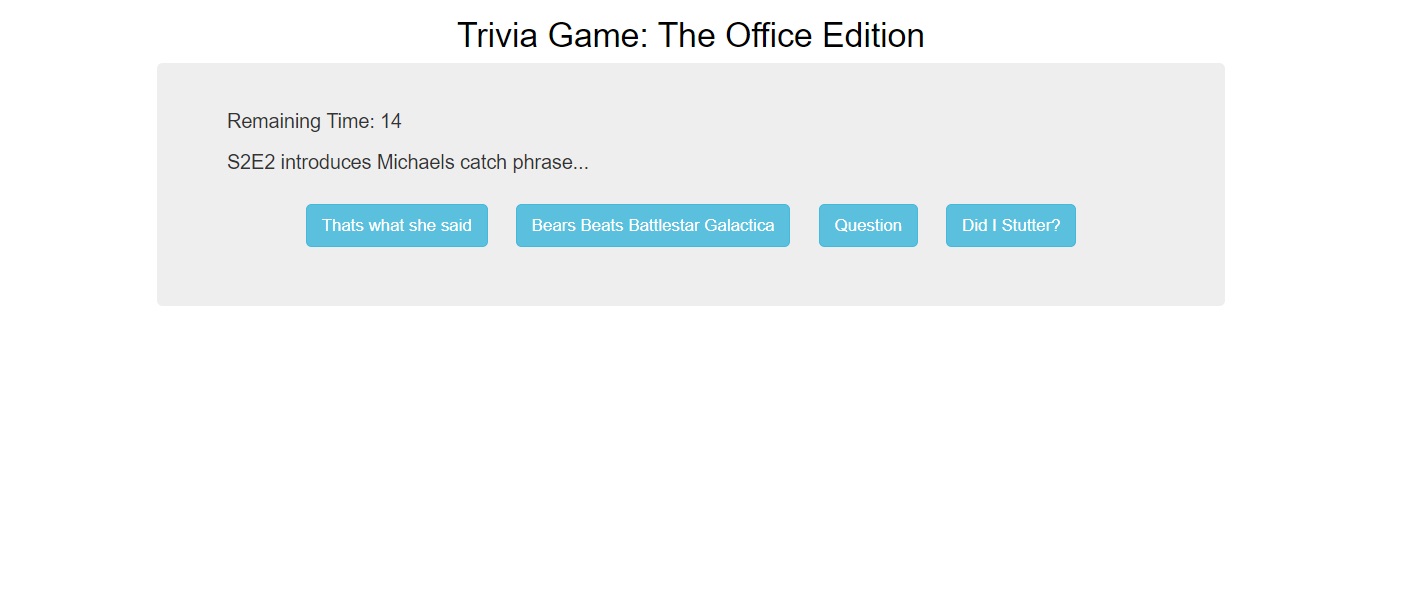 Trivia Game: The Office Edition
Remaining Time: 14
S2E2 introduces Michaels catch phrase...
Thats what she said Bears Beats Battlestar Galactica Question Did I Stutter?